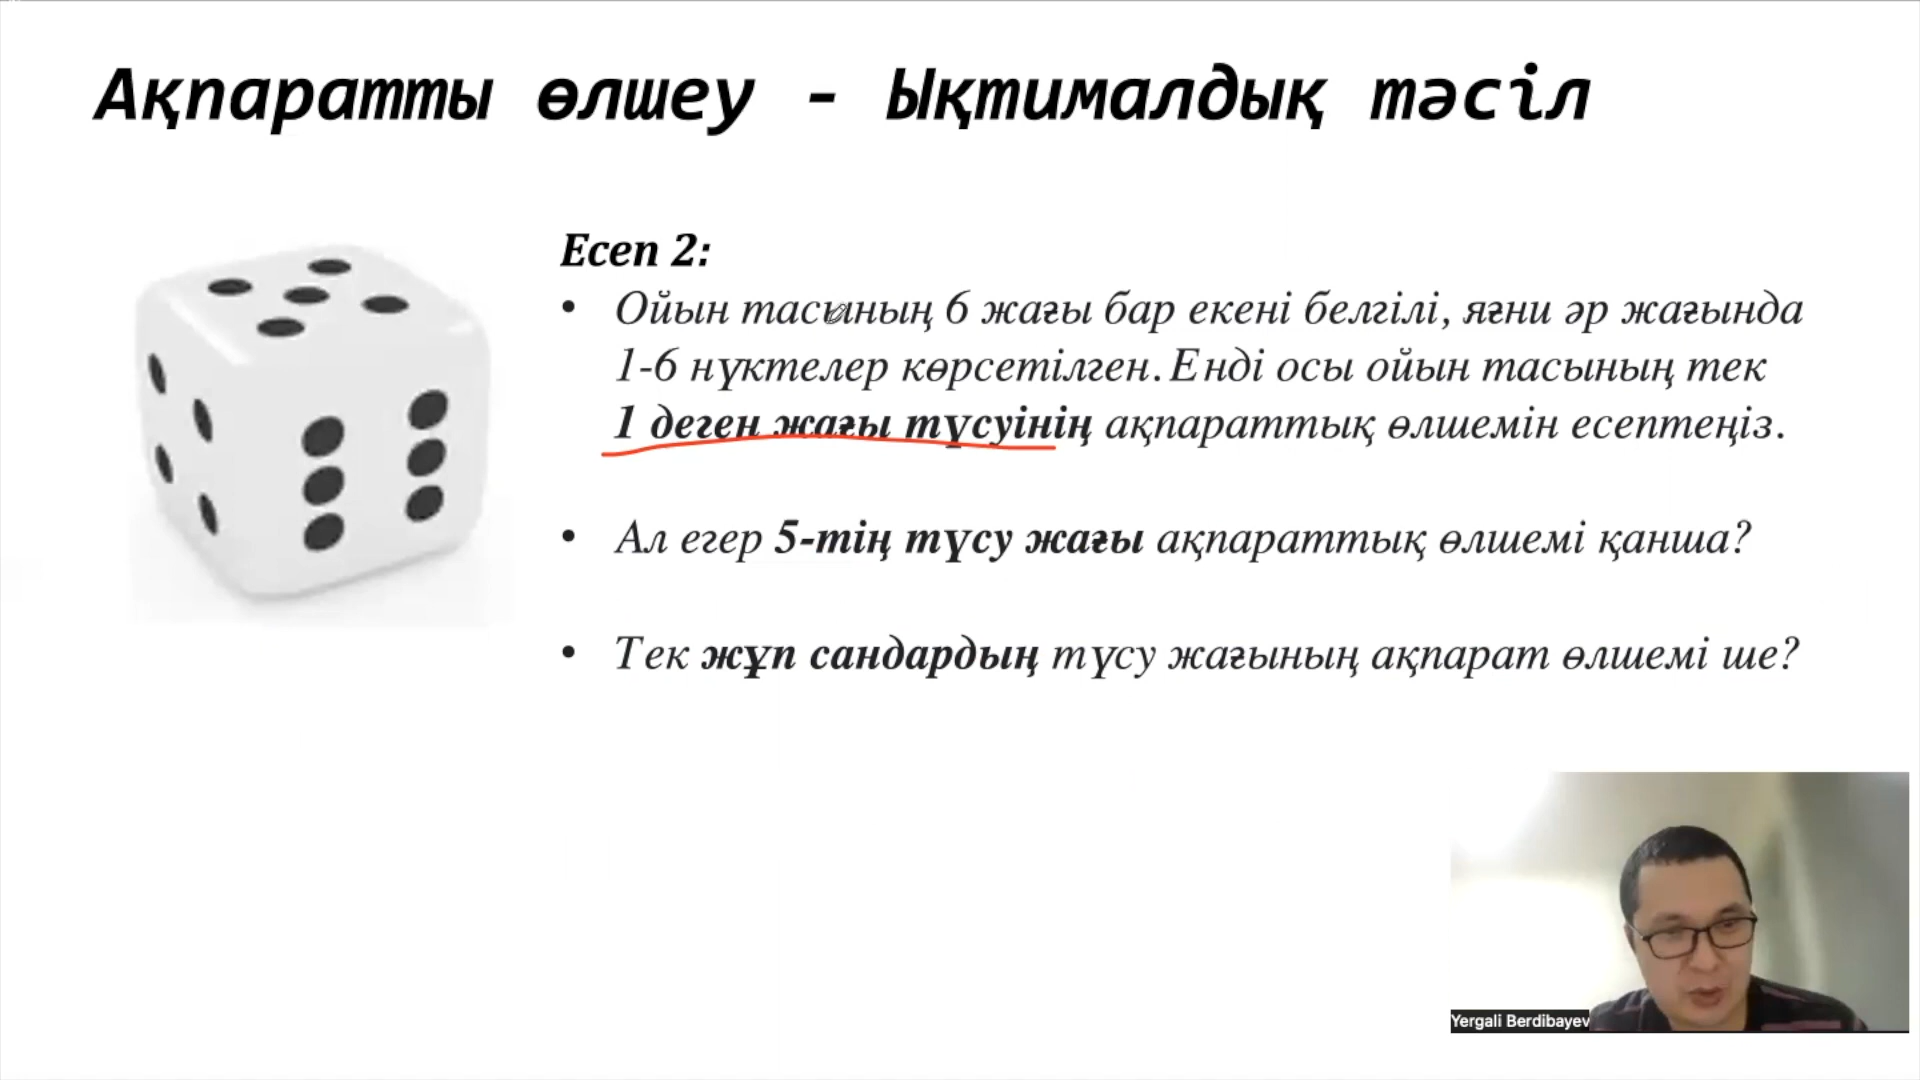 Ақпаратты өлшеу - Ықтималдық тәсіл
Есеп 2:
• Ойын тасының 6 жағы бар екені белгілі, яғни әр жағында
1-6 нүктелер көрсетілген. Енді осы ойын тасының тек
1 деген жағы түсуінің ақпараттық өлшемін есептеңіз.
• Ал егер 5-тің түсу жағы ақпараттық өлшемі қанша?
• Тек жұп сандардың түсу жағының ақпарат өлшемі ше?
Yergali Berdibayev